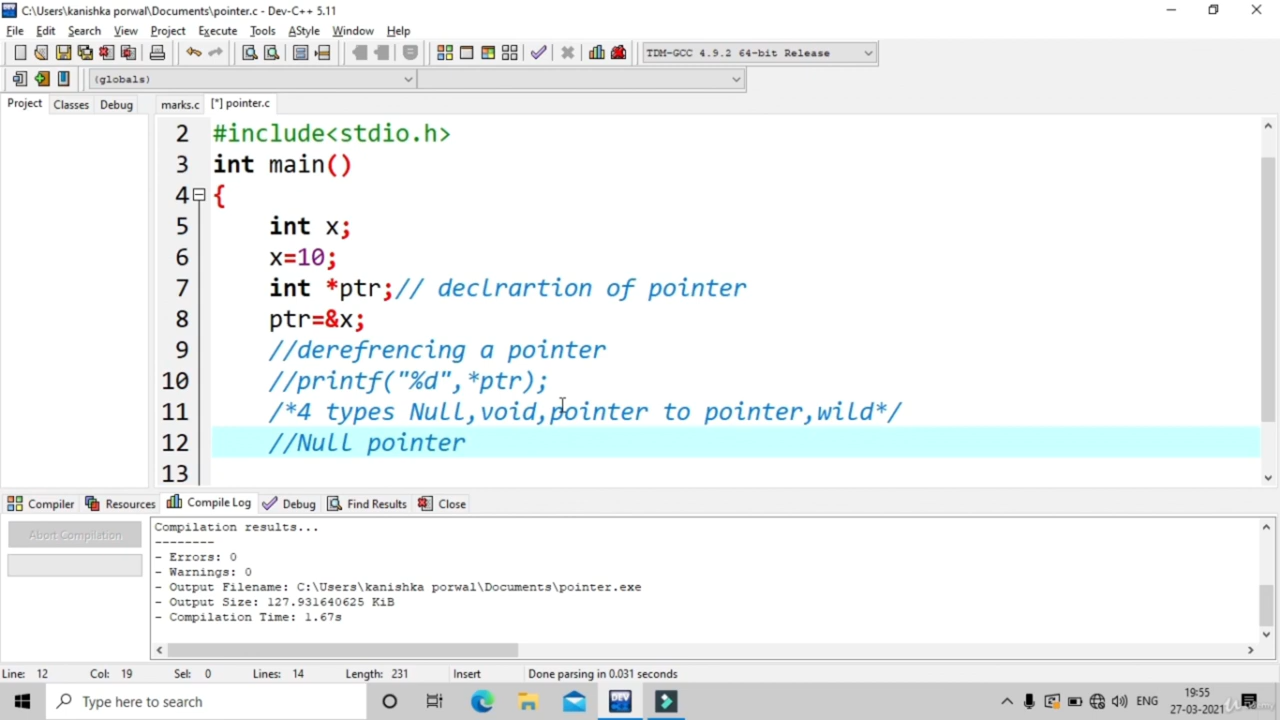 C:\Users\kanishka porwal\Documents\pointer.c - Dev-C++ 5.11
File Edit Search View Project Execute Tools AStyle Window Help
TDM-GCC 4.9.2 64-bit Release
(globals)
Project Classes Debug marks.c [*] pointer.c
2 #include<stdio.h>
3 int main()
4 {
5 int x;
6 x=10;
7 int *ptr;// declrartion of pointer
8 ptr=&x;
9 //derefrencing a pointer
10 //printf("%d",*ptr);
11 /*4 types Null,void,pointer to pointer,wild*/
12 //Null pointer
13
Compiler Resources Compile Log Debug Find Results Close
Abort Compilation
Compilation results...
--------
- Errors: 0
- Warnings: 0
- Output Filename: C:\Users\kanishka porwal\Documents\pointer.exe
- Output Size: 127.931640625 KiB
- Compilation Time: 1.67s
Line: 12 Col: 19 Sel: 0 Lines: 14 Length: 231 Insert Done parsing in 0.031 seconds
Type here to search
DEV
ENG
19:55
27-03-2021
Udemy